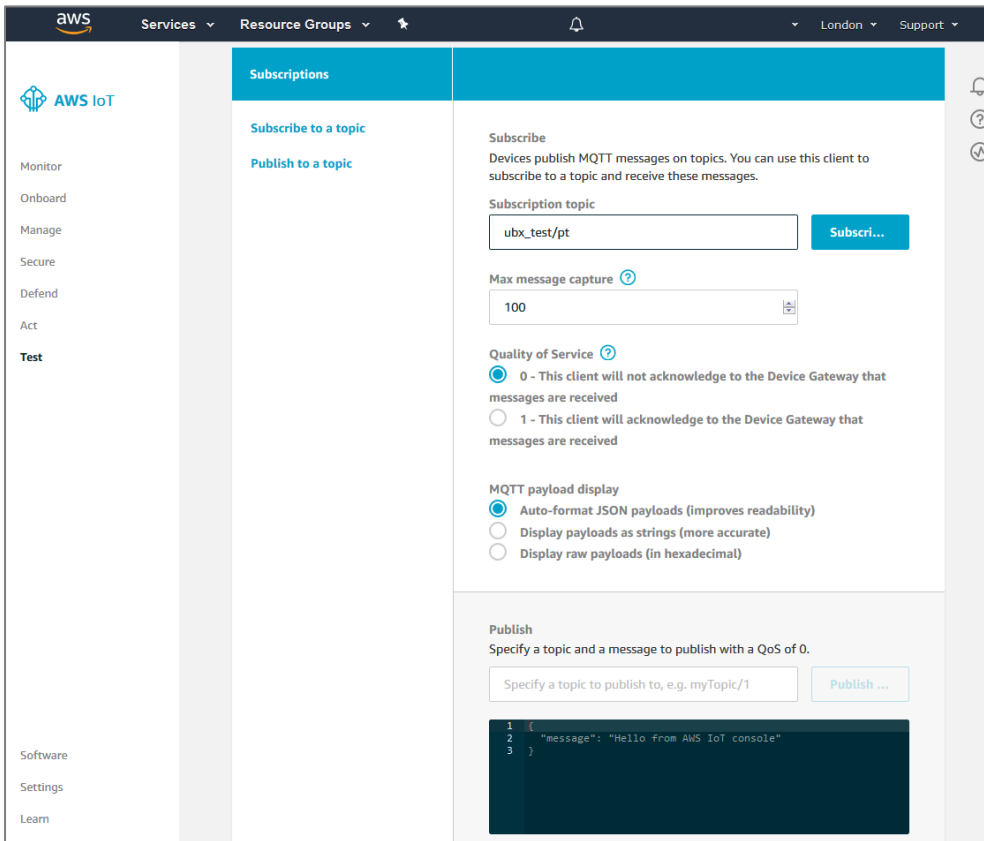 aws
Services
Resource Groups
London
Support
AWS IoT
Monitor
Onboard
Manage
Secure
Defend
Act
Test
Software
Settings
Learn
Subscriptions
Subscribe to a topic
Publish to a topic
Subscribe
Devices publish MQTT messages on topics. You can use this client to
subscribe to a topic and receive these messages.
Subscription topic
ubx_test/pt
Subscri...
Max message capture ?
100
Quality of Service ?
0 - This client will not acknowledge to the Device Gateway that
messages are received
1 - This client will acknowledge to the Device Gateway that
messages are received
MQTT payload display
Auto-format JSON payloads (improves readability)
Display payloads as strings (more accurate)
Display raw payloads (in hexadecimal)
Publish
Specify a topic and a message to publish with a QoS of 0.
Specify a topic to publish to, e.g. myTopic/1
Publish ...
1 {
2 "message": "Hello from AWS IoT console"
3 }
?